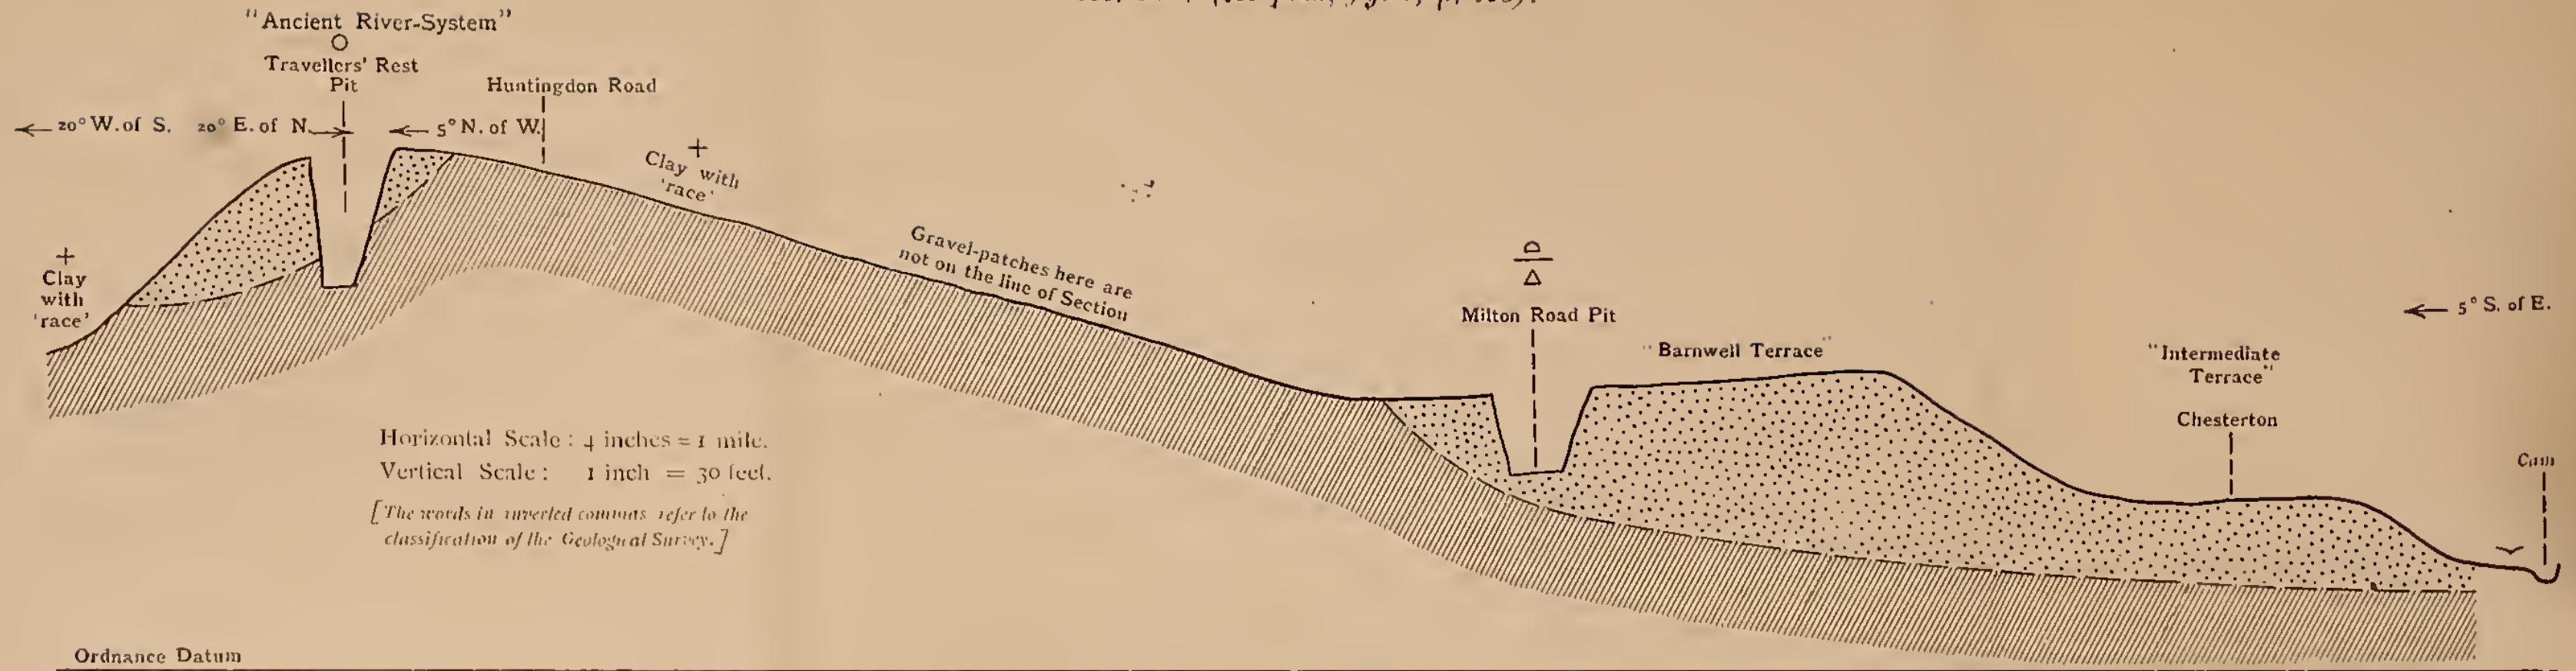 "Ancient River-System"
Travellers' Rest
Pit
Huntingdon Road
20° W. of S.
20° E. of N.
5° N. of W.
+
Clay with
'race'
+
Clay
with
'race'
Gravel-patches here are
not on the line of Section
Milton Road Pit
"Barnwell Terrace"
5° S. of E.
"Intermediate
Terrace"
Chesterton
Cam
Horizontal Scale : 4 inches = 1 mile.
Vertical Scale : 1 inch = 30 feet.
[The words in inverted commas refer to the
classification of the Geological Survey.]
Ordnance Datum